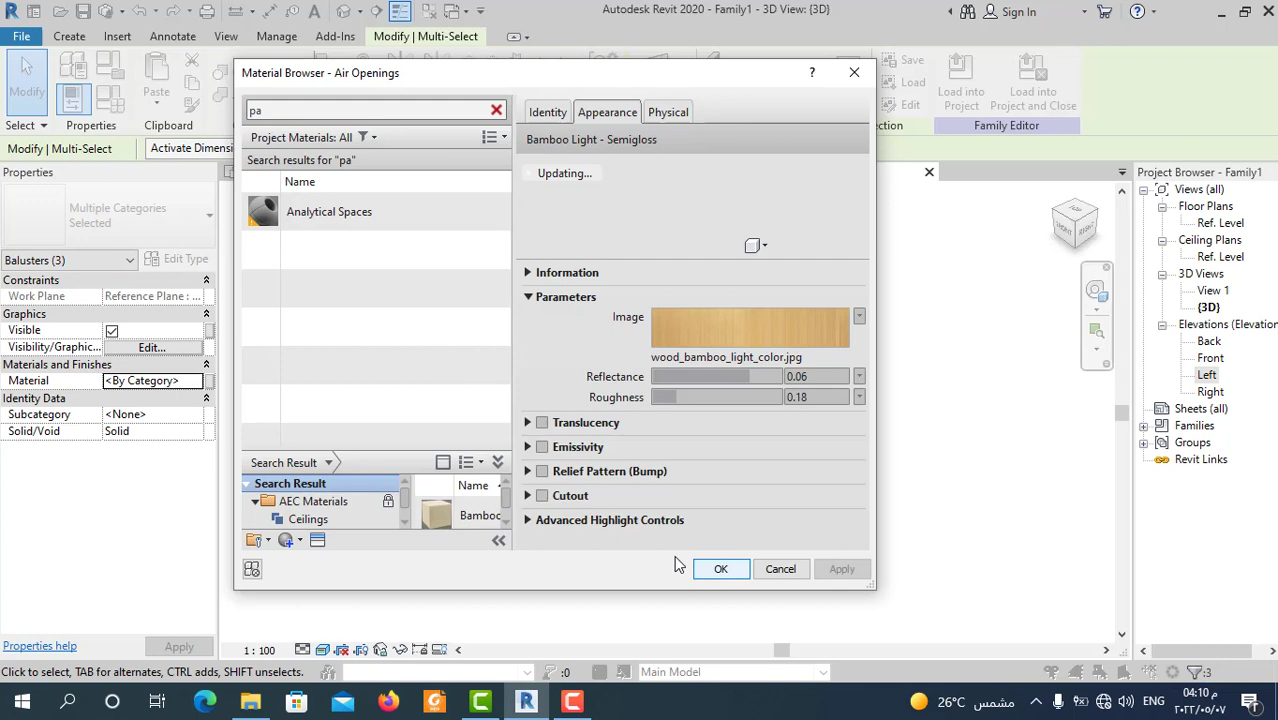 Autodesk Revit 2020 - Family1 - 3D View: {3D}
Sign In
File Create Insert Annotate View Manage Add-Ins Modify | Multi-Select
Modify
Paste
Save
Load
Edit
Load into Project
Load into Project and Close
Select Properties Clipboard Family Editor
Modify | Multi-Select
Properties
Multiple Categories Selected
Balusters (3)
Edit Type
Constraints
Work Plane Reference Plane : ...
Graphics
Visible
Visibility/Graphic... Edit...
Materials and Finishes
Material <By Category>
Identity Data
Subcategory <None>
Solid/Void Solid
Properties help
Apply
Material Browser - Air Openings
?
pa
Project Materials: All
Search results for "pa"
Name
Analytical Spaces
Search Result
Search Result
AEC Materials
Ceilings
Name
Identity Appearance Physical
Bamboo Light - Semigloss
Updating...
Information
Parameters
Image
wood_bamboo_light_color.jpg
Reflectance 0.06
Roughness 0.18
Translucency
Emissivity
Relief Pattern (Bump)
Cutout
Advanced Highlight Controls
OK Cancel Apply
FRONT
RIGHT
Project Browser - Family1
Views (all)
Floor Plans
Ref. Level
Ceiling Plans
Ref. Level
3D Views
View 1
{3D}
Elevations (Elevation
Back
Front
Left
Right
Sheets (all)
Families
Groups
Revit Links
1 : 100
Click to select, TAB for alternates, CTRL adds, SHIFT unselects.
:0
Main Model
:3
26°C مشمس
ENG
04:10 م
٢٠٢٢/٠٥/٠٧